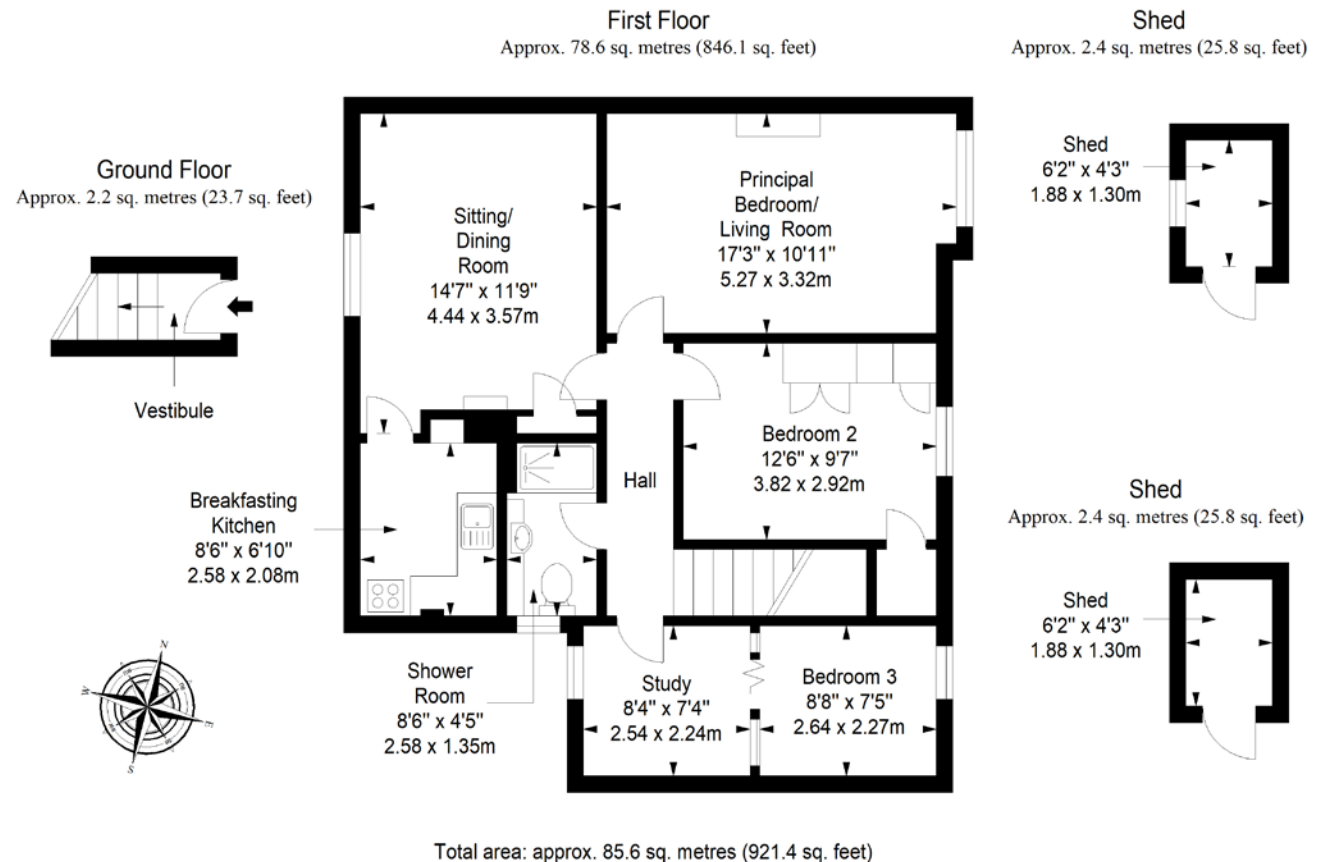 First Floor
Approx. 78.6 sq. metres (846.1 sq. feet)
Shed
Approx. 2.4 sq. metres (25.8 sq. feet)
Ground Floor
Approx. 2.2 sq. metres (23.7 sq. feet)
Vestibule
Sitting/
Dining
Room
14'7" x 11'9"
4.44 x 3.57m
Principal
Bedroom/
Living Room
17'3" x 10'11"
5.27 x 3.32m
Shed
6'2" x 4'3"
1.88 x 1.30m
Bedroom 2
12'6" x 9'7"
3.82 x 2.92m
Hall
Breakfasting
Kitchen
8'6" x 6'10"
2.58 x 2.08m
Shed
Approx. 2.4 sq. metres (25.8 sq. feet)
Shed
6'2" x 4'3"
1.88 x 1.30m
Shower
Room
8'6" x 4'5"
2.58 x 1.35m
Study
8'4" x 7'4"
2.54 x 2.24m
Bedroom 3
8'8" x 7'5"
2.64 x 2.27m
N
W
E
S
Total area: approx. 85.6 sq. metres (921.4 sq. feet)